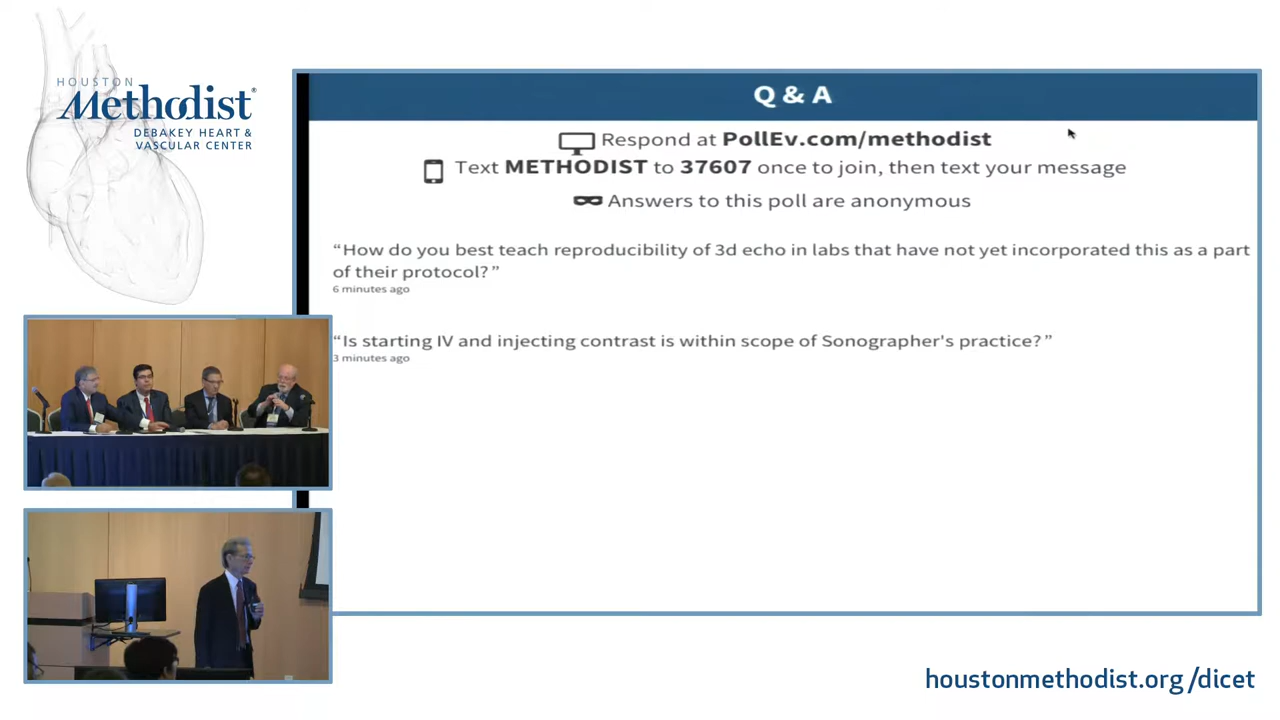 HOUSTON
Methodist®
DEBAKEY HEART &
VASCULAR CENTER
Q & A
Respond at PollEv.com/methodist
Text METHODIST to 37607 once to join, then text your message
Answers to this poll are anonymous
“How do you best teach reproducibility of 3d echo in labs that have not yet incorporated this as a part
of their protocol?”
6 minutes ago
“Is starting IV and injecting contrast is within scope of Sonographer's practice?”
3 minutes ago
houstonmethodist.org/dicet